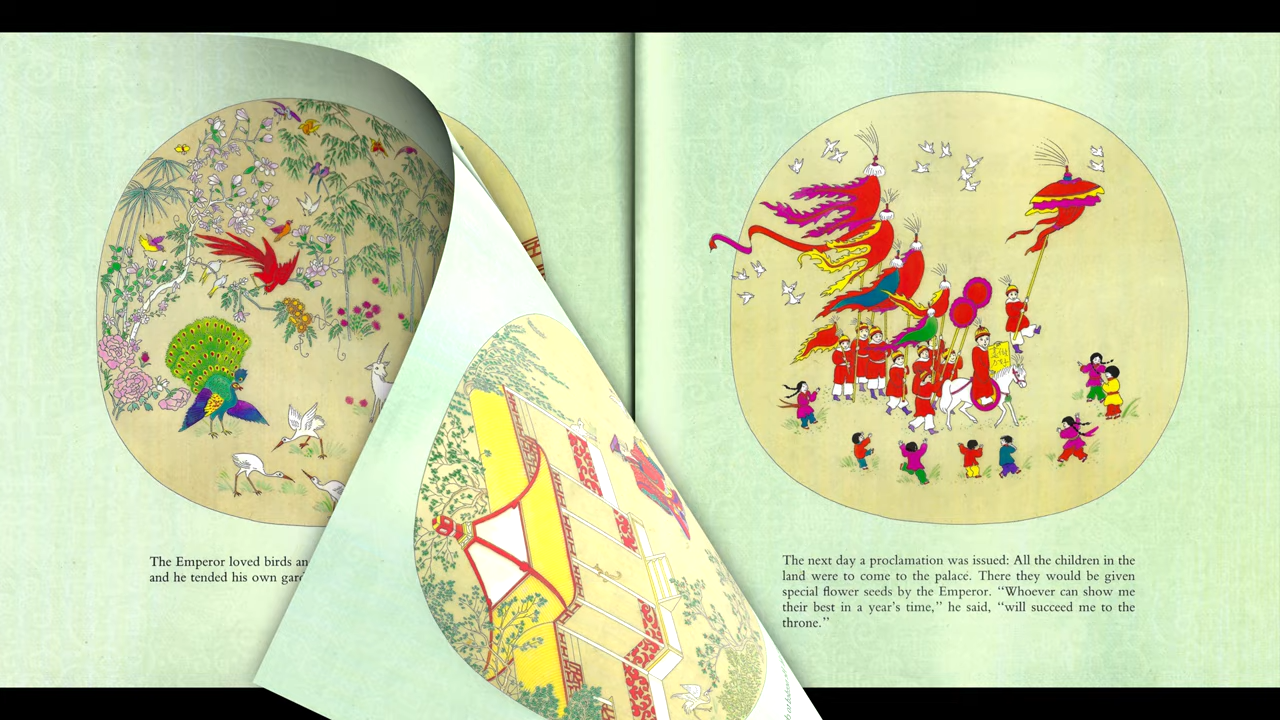 The Emperor loved birds an
and he tended his own gar
The next day a proclamation was issued: All the children in the
land were to come to the palace. There they would be given
special flower seeds by the Emperor. “Whoever can show me
their best in a year’s time,” he said, “will succeed me to the
throne.”